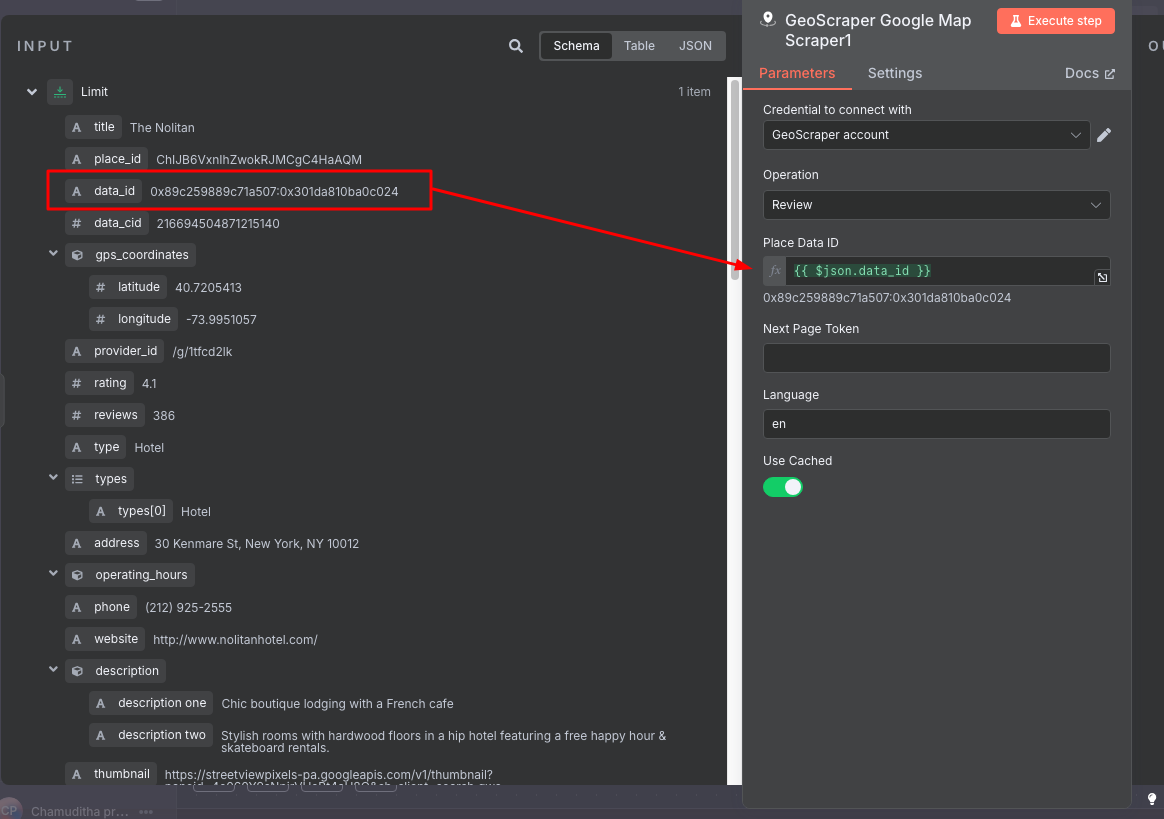 INPUT
Schema
Table
JSON
Limit
1 item
A title The Nolitan
A place_id ChIJB6VxnIhZwokRJMCgC4HaAQM
A data_id 0x89c259889c71a507:0x301da810ba0c024
# data_cid 216694504871215140
gps_coordinates
# latitude 40.7205413
# longitude -73.9951057
A provider_id /g/1tfcd2lk
# rating 4.1
# reviews 386
A type Hotel
types
A types[0] Hotel
A address 30 Kenmare St, New York, NY 10012
operating_hours
A phone (212) 925-2555
A website http://www.nolitanhotel.com/
description
A description one Chic boutique lodging with a French cafe
A description two Stylish rooms with hardwood floors in a hip hotel featuring a free happy hour &
skateboard rentals.
A thumbnail https://streetviewpixels-pa.googleapis.com/v1/thumbnail?
CP Chamuditha pr... •••
GeoScraper Google Map
Scraper1
Execute step
Parameters
Settings
Docs
Credential to connect with
GeoScraper account
Operation
Review
Place Data ID
fx {{ $json.data_id }}
0x89c259889c71a507:0x301da810ba0c024
Next Page Token
Language
en
Use Cached